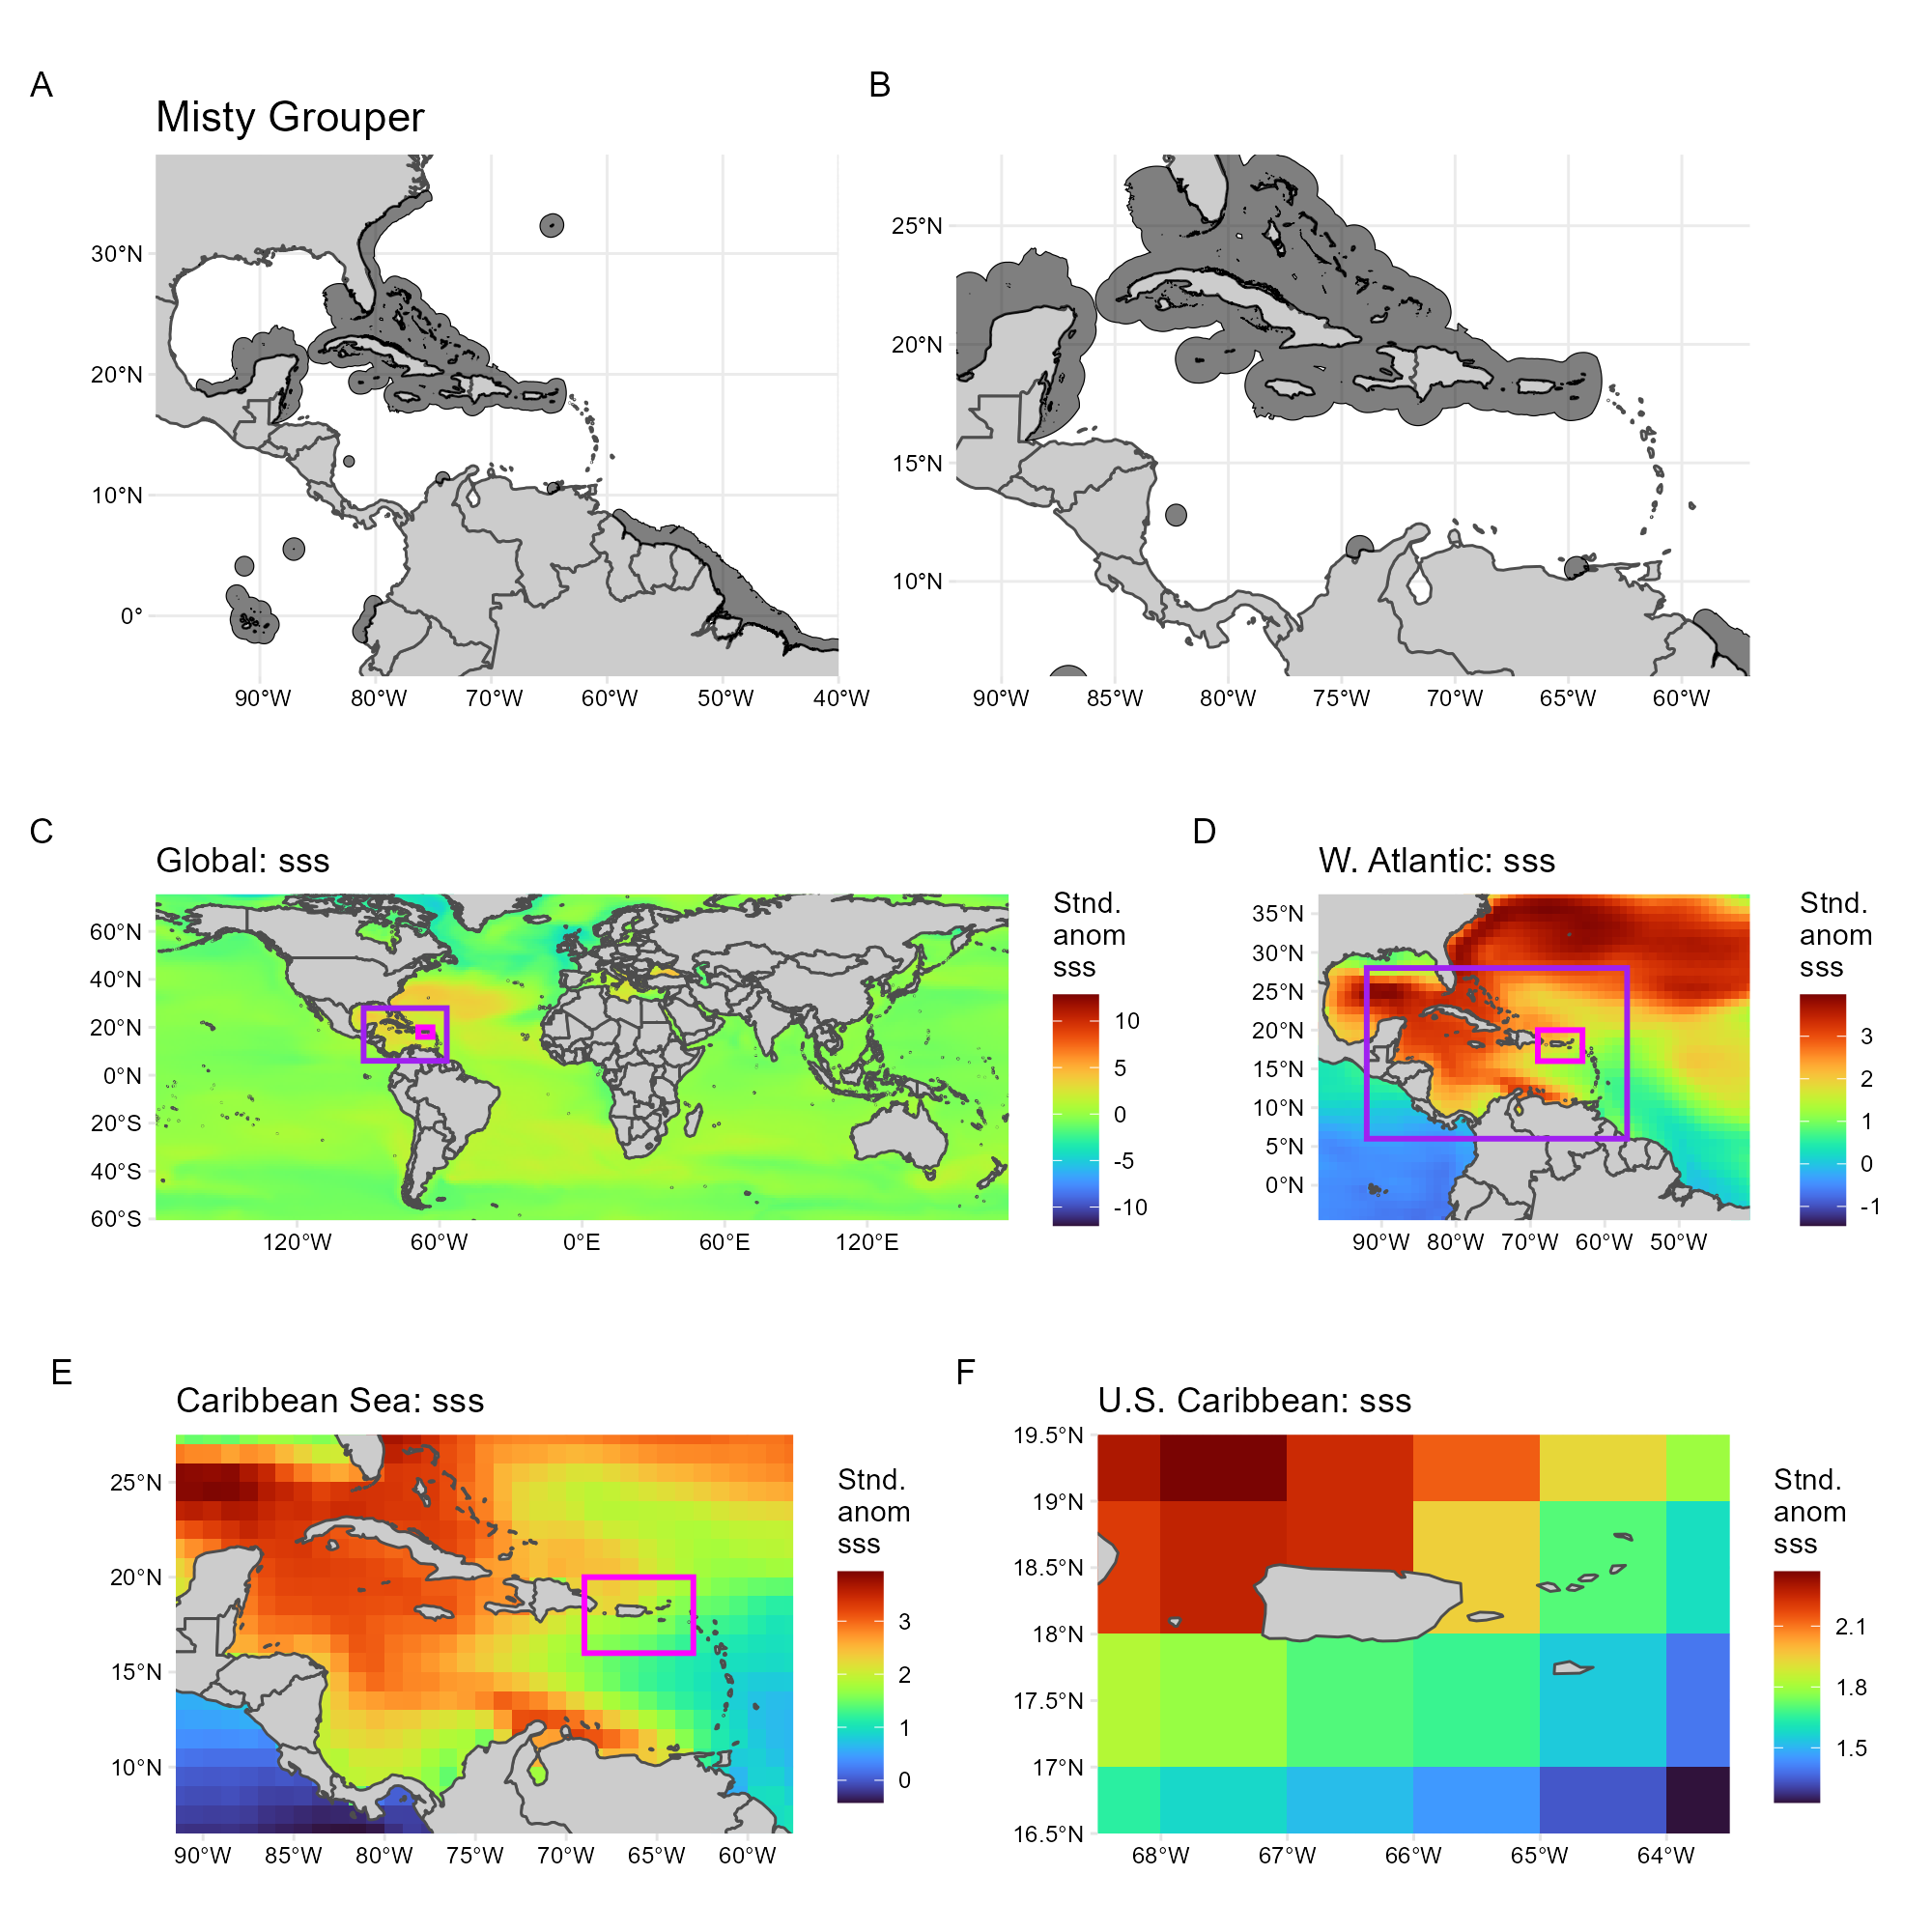 A
B
Misty Grouper
30°N
20°N
10°N
0°
90°W 80°W 70°W 60°W 50°W 40°W
25°N
20°N
15°N
10°N
90°W 85°W 80°W 75°W 70°W 65°W 60°W
C
Global: sss
60°N
40°N
20°N
0°N
20°S
40°S
60°S
120°W 60°W 0°E 60°E 120°E
Stnd.
anom
sss
10
5
0
-5
-10
D
W. Atlantic: sss
35°N
30°N
25°N
20°N
15°N
10°N
5°N
0°N
90°W 80°W 70°W 60°W 50°W
Stnd.
anom
sss
3
2
1
0
-1
E
Caribbean Sea: sss
25°N
20°N
15°N
10°N
90°W 85°W 80°W 75°W 70°W 65°W 60°W
Stnd.
anom
sss
3
2
1
0
F
U.S. Caribbean: sss
19.5°N
19°N
18.5°N
18°N
17.5°N
17°N
16.5°N
68°W 67°W 66°W 65°W 64°W
Stnd.
anom
sss
2.1
1.8
1.5